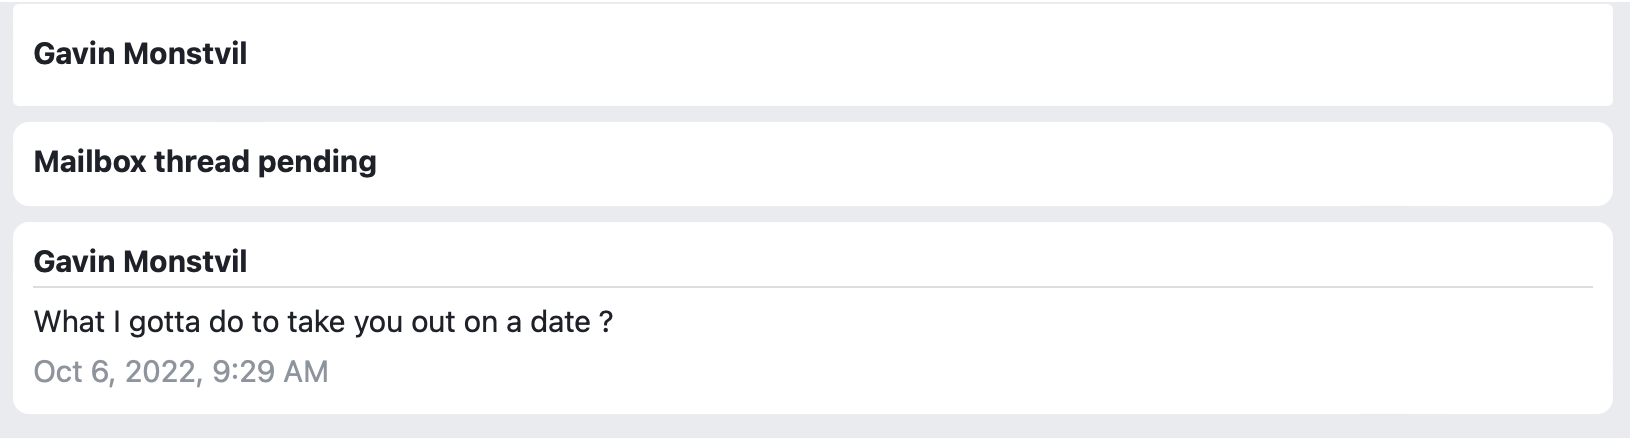 Gavin Monstvil
Mailbox thread pending
Gavin Monstvil
What I gotta do to take you out on a date ?
Oct 6, 2022, 9:29 AM